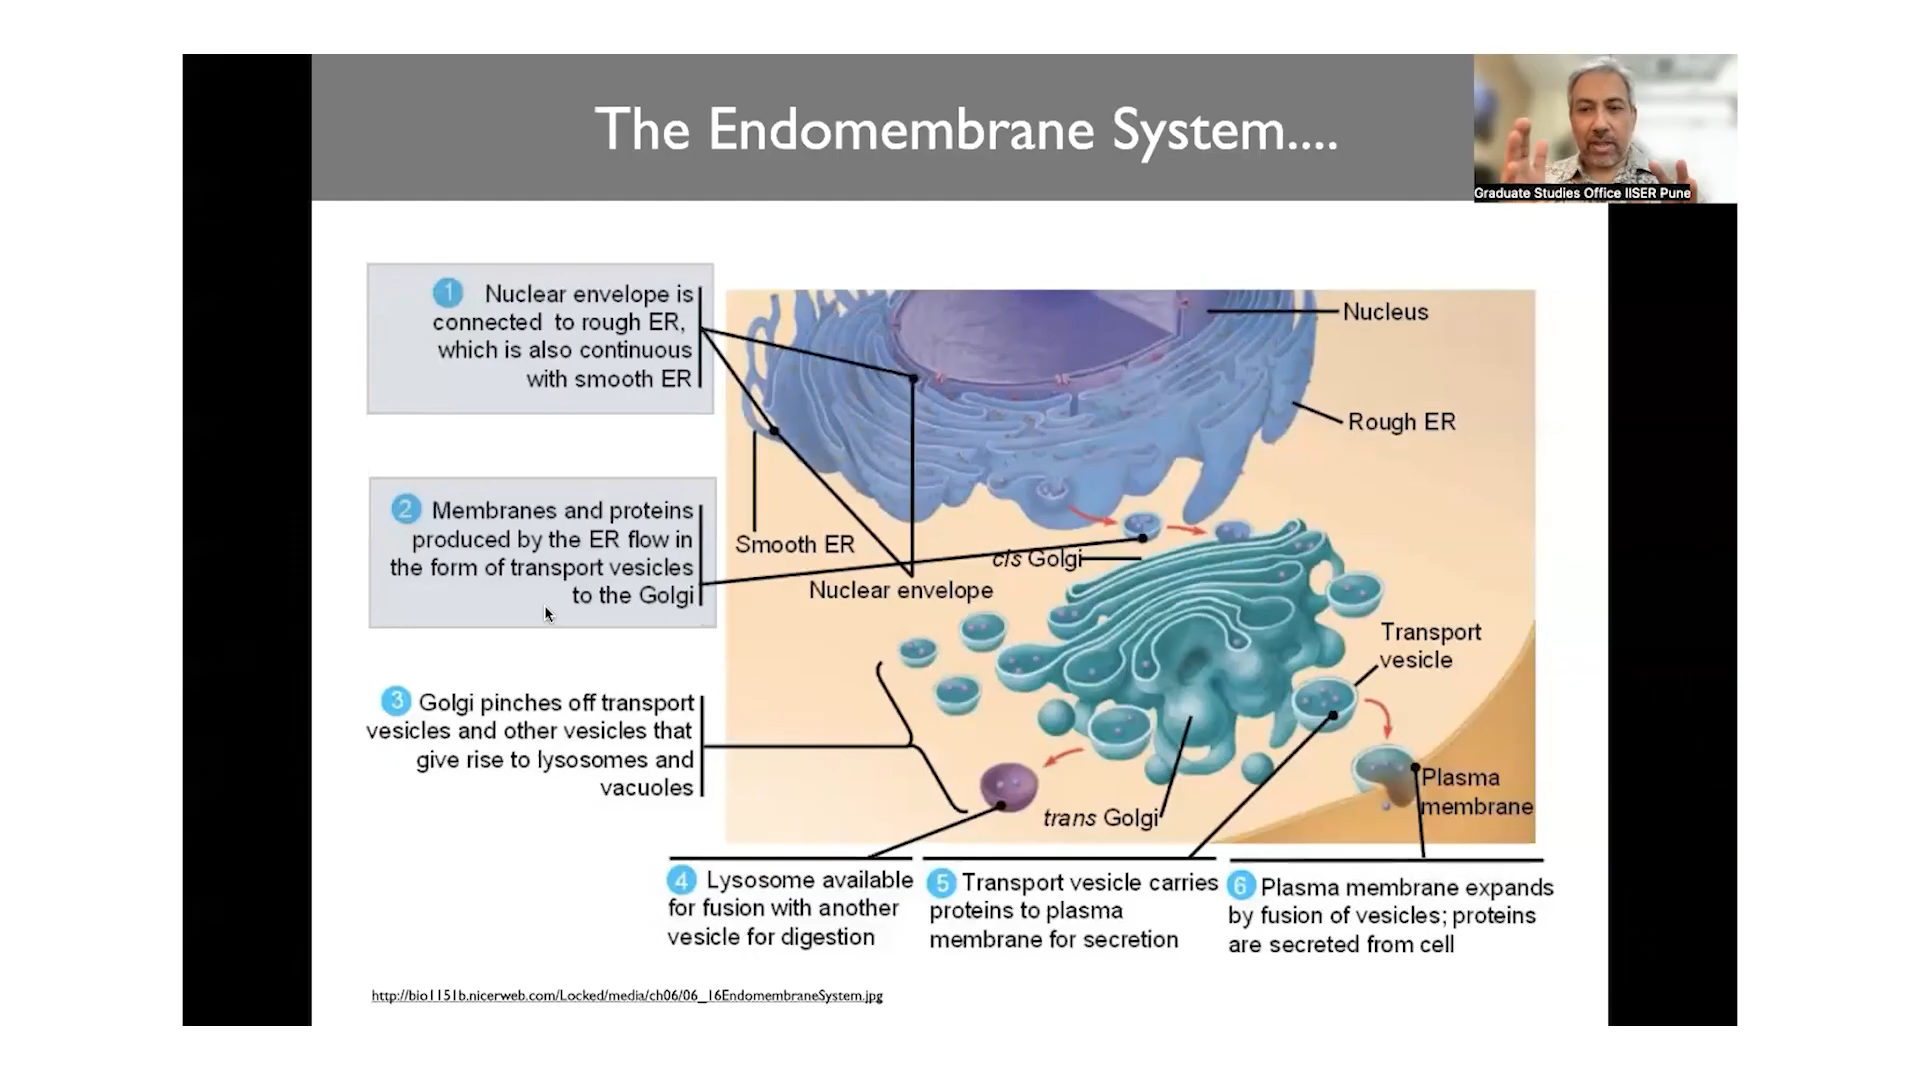 The Endomembrane System....
Graduate Studies Office IISER Pune
1 Nuclear envelope is
connected to rough ER,
which is also continuous
with smooth ER
Nucleus
Rough ER
2 Membranes and proteins
produced by the ER flow in
the form of transport vesicles
to the Golgi
Smooth ER
cis Golgi
Nuclear envelope
Transport
vesicle
3 Golgi pinches off transport
vesicles and other vesicles that
give rise to lysosomes and
vacuoles
Plasma
membrane
trans Golgi
4 Lysosome available
for fusion with another
vesicle for digestion
5 Transport vesicle carries
proteins to plasma
membrane for secretion
6 Plasma membrane expands
by fusion of vesicles; proteins
are secreted from cell
http://bio1151b.nicerweb.com/Locked/media/ch06/06_16EndomembraneSystem.jpg